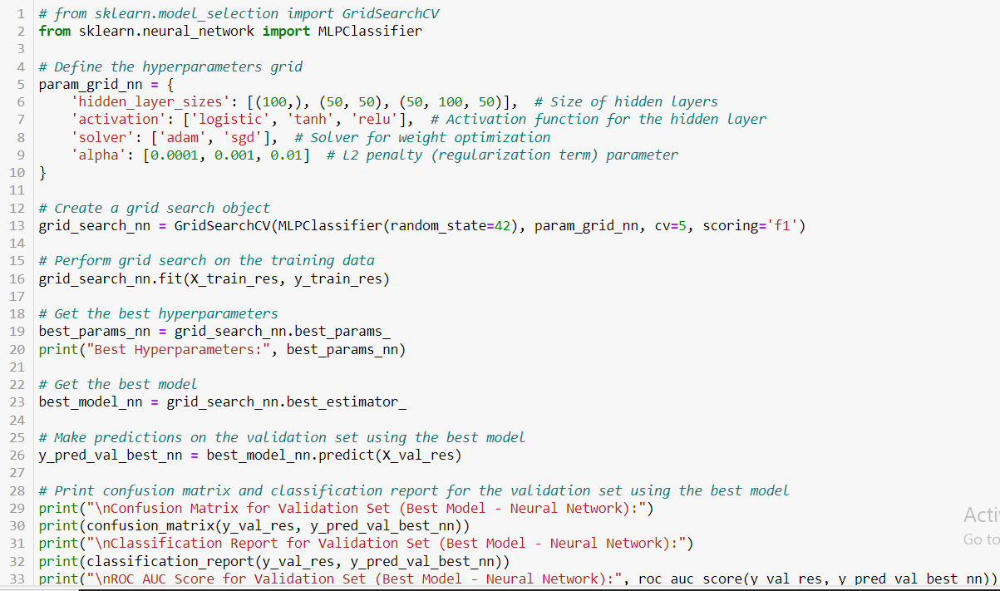 1 # from sklearn.model_selection import GridSearchCV
2 from sklearn.neural_network import MLPClassifier
3
4 # Define the hyperparameters grid
5 param_grid_nn = {
6     'hidden_layer_sizes': [(100,), (50, 50), (50, 100, 50)],  # Size of hidden layers
7     'activation': ['logistic', 'tanh', 'relu'],  # Activation function for the hidden layer
8     'solver': ['adam', 'sgd'],  # Solver for weight optimization
9     'alpha': [0.0001, 0.001, 0.01]  # L2 penalty (regularization term) parameter
10 }
11
12 # Create a grid search object
13 grid_search_nn = GridSearchCV(MLPClassifier(random_state=42), param_grid_nn, cv=5, scoring='f1')
14
15 # Perform grid search on the training data
16 grid_search_nn.fit(X_train_res, y_train_res)
17
18 # Get the best hyperparameters
19 best_params_nn = grid_search_nn.best_params_
20 print("Best Hyperparameters:", best_params_nn)
21
22 # Get the best model
23 best_model_nn = grid_search_nn.best_estimator_
24
25 # Make predictions on the validation set using the best model
26 y_pred_val_best_nn = best_model_nn.predict(X_val_res)
27
28 # Print confusion matrix and classification report for the validation set using the best model
29 print("\nConfusion Matrix for Validation Set (Best Model - Neural Network):")
30 print(confusion_matrix(y_val_res, y_pred_val_best_nn))
31 print("\nClassification Report for Validation Set (Best Model - Neural Network):")
32 print(classification_report(y_val_res, y_pred_val_best_nn))
33 print("\nROC AUC Score for Validation Set (Best Model - Neural Network):", roc_auc_score(y_val_res, y_pred_val_best_nn))
Acti
Go to